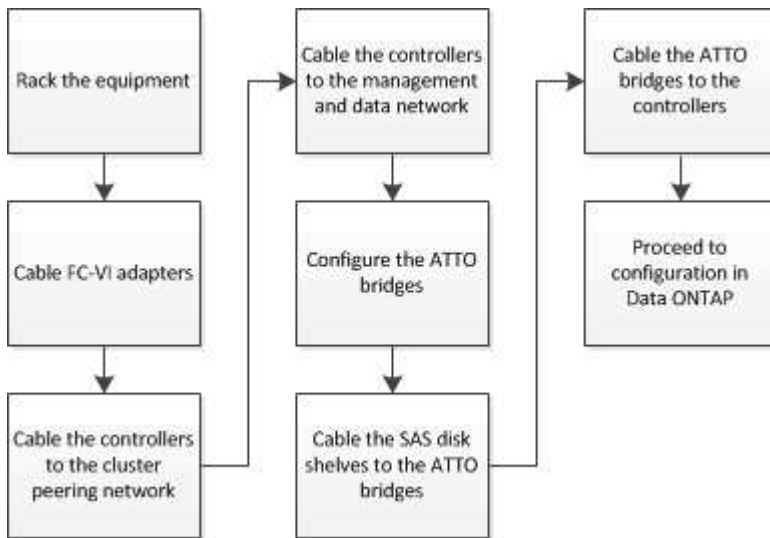 Rack the equipment
Cable FC-VI adapters
Cable the controllers
to the cluster
peering network
Cable the controllers
to the management
and data network
Configure the ATTO
bridges
Cable the SAS disk
shelves to the ATTO
bridges
Cable the ATTO
bridges to the
controllers
Proceed to
configuration in
Data ONTAP